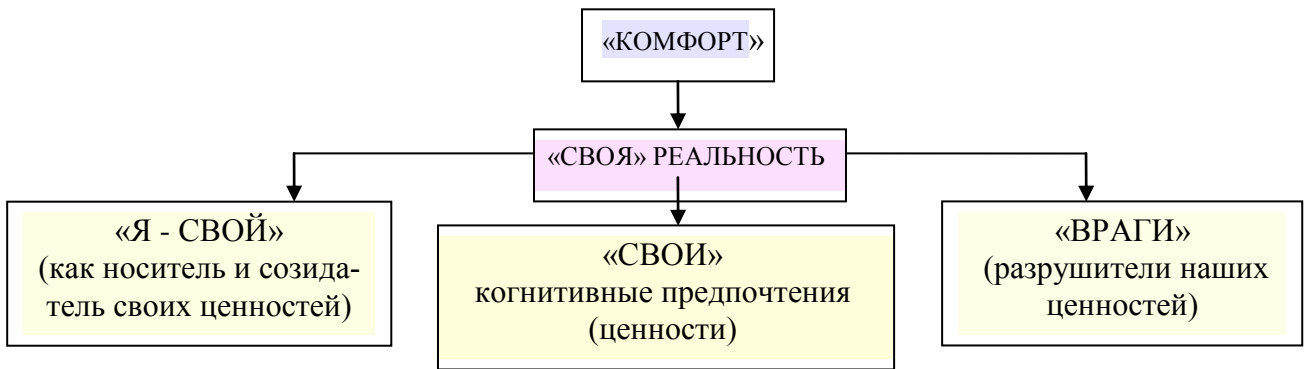 «КОМФОРТ»
«СВОЯ» РЕАЛЬНОСТЬ
«Я - СВОЙ»
(как носитель и созида-
тель своих ценностей)
«СВОИ»
когнитивные предпочтения
(ценности)
«ВРАГИ»
(разрушители наших
ценностей)